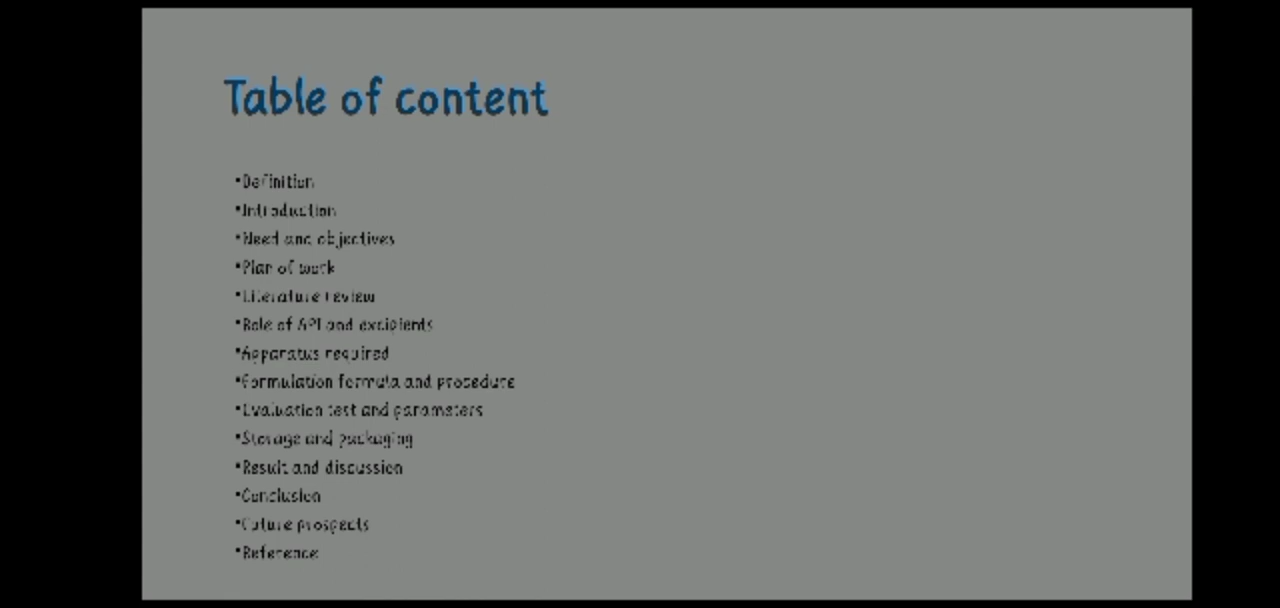 Table of content
•Definition
•Introduction
•Need and objectives
•Plan of work
•Literature review
•Role of API and excipients
•Apparatus required
•Formulation formula and procedure
•Evaluation test and parameters
•Storage and packaging
•Result and discussion
•Conclusion
•Future prospects
•Reference